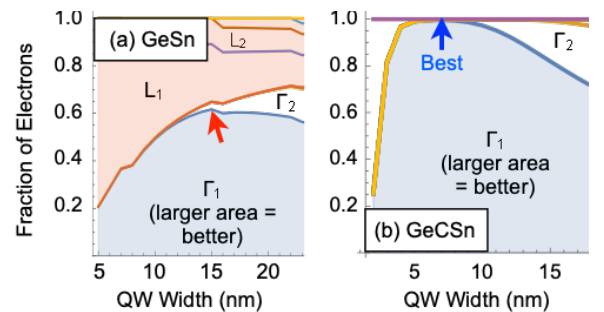 Fraction of Electrons
1.0
0.8
0.6
0.4
0.2
(a) GeSn
L₂
L₁
Γ₂
Γ₁
(larger area =
better)
5
10
15
20
QW Width (nm)
1.0
0.8
0.6
0.4
0.2
Γ₂
Best
Γ₁
(larger area
= better)
(b) GeCSn
5
10
15
QW Width (nm)